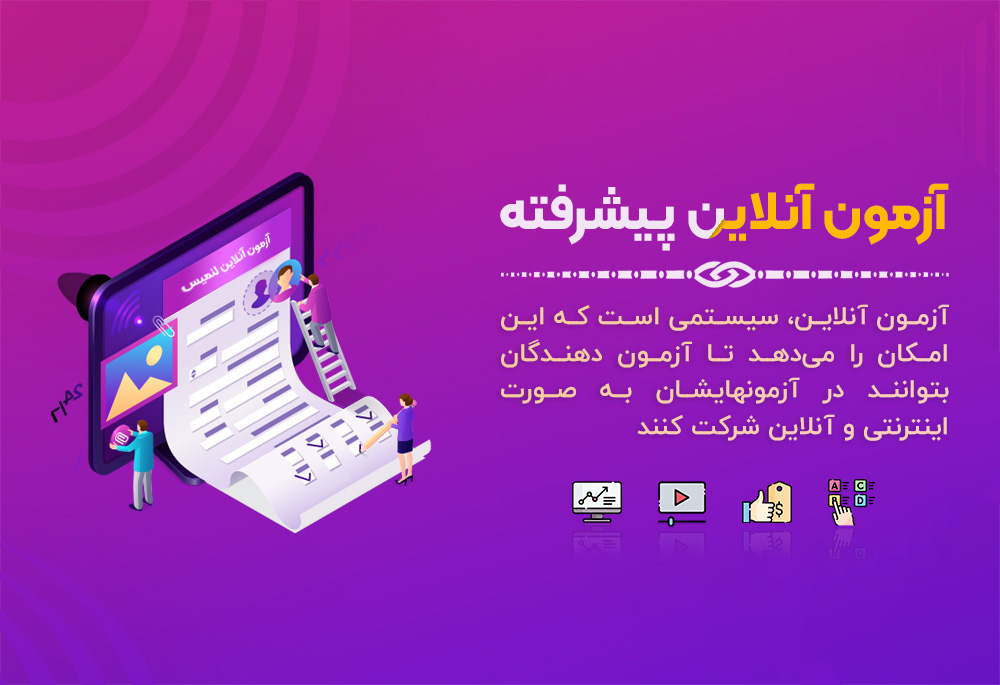 آزمون آنلاین پیشرفته
آزمون آنلاین، سیستمی است که این
امکان را می‌دهد تا آزمون دهندگان
بتوانند در آزمونهایشان به صورت
اینترنتی و آنلاین شرکت کنند
آزمون آنلاین نفیس
A C
B D
$